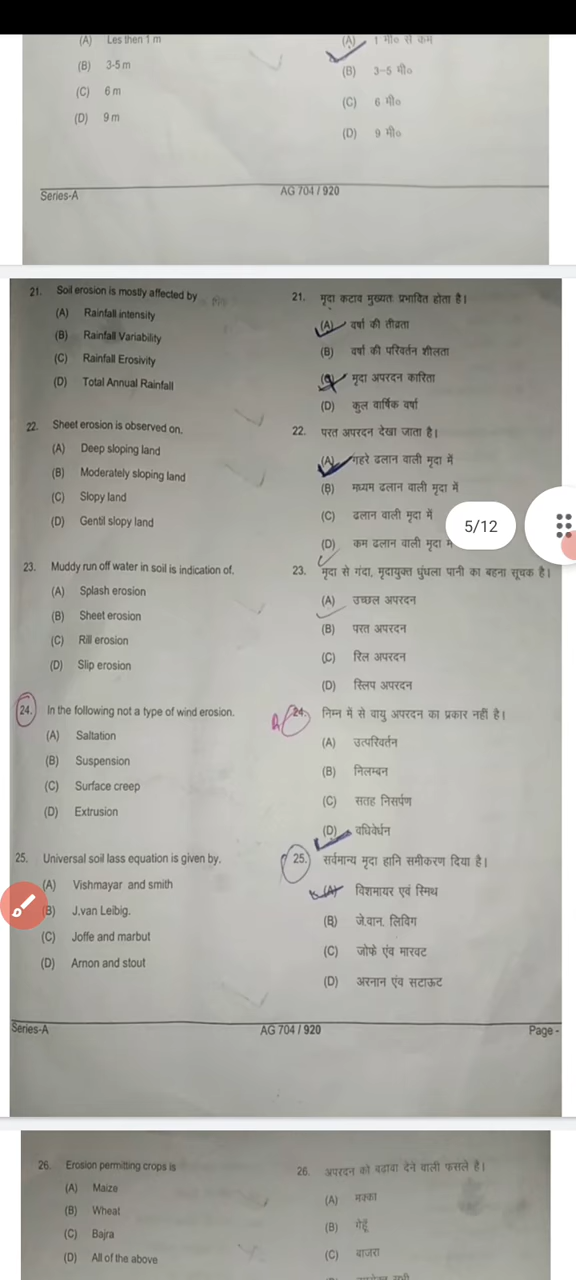 (A) Les then 1 m
(B) 3-5 m
(C) 6 m
(D) 9 m
(A) 1 मी० से कम
(B) 3-5 मी०
(C) 6 मी०
(D) 9 मी०
Series-A
AG 704 / 920
21. Soil erosion is mostly affected by
(A) Rainfall intensity
(B) Rainfall Variability
(C) Rainfall Erosivity
(D) Total Annual Rainfall
22. Sheet erosion is observed on.
(A) Deep sloping land
(B) Moderately sloping land
(C) Slopy land
(D) Gentil slopy land
23. Muddy run off water in soil is indication of.
(A) Splash erosion
(B) Sheet erosion
(C) Rill erosion
(D) Slip erosion
24. In the following not a type of wind erosion.
(A) Saltation
(B) Suspension
(C) Surface creep
(D) Extrusion
25. Universal soil lass equation is given by.
(A) Vishmayar and smith
(B) J.van Leibig.
(C) Joffe and marbut
(D) Arnon and stout
21. मृदा कटाव मुख्यतः प्रभावित होता है।
(A) वर्षा की तीव्रता
(B) वर्षा की परिवर्तन शीलता
मृदा अपरदन कारिता
(D) कुल वार्षिक वर्षा
22. परत अपरदन देखा जाता है।
(A) गहरे ढलान वाली मृदा में
(B) मध्यम ढलान वाली मृदा में
(C) ढलान वाली मृदा में
(D) कम ढलान वाली मृदा
5/12
23. मृदा से गंदा, मृदायुक्त धुंधला पानी का बहना सूचक है।
(A) उच्छल अपरदन
(B) परत अपरदन
(C) रिल अपरदन
(D) स्लिप अपरदन
24. निम्न में से वायु अपरदन का प्रकार नहीं है।
(A) उत्परिवर्तन
(B) निलम्बन
(C) सतह निसर्पण
(D) वधिवेर्धन
25. सर्वमान्य मृदा हानि समीकरण दिया है।
(A) विशमायर एवं स्मिथ
(B) जे.वान. लिविग
(C) जोफे एंव मारवट
(D) अरनान एंव सटाऊट
Series-A
AG 704 / 920
Page -
26. Erosion permitting crops is
(A) Maize
(B) Wheat
(C) Bajra
(D) All of the above
26. अपरदन को बढावा देने वाली फसले है।
(A) मक्का
(B) गेहूँ
(C) बाजरा